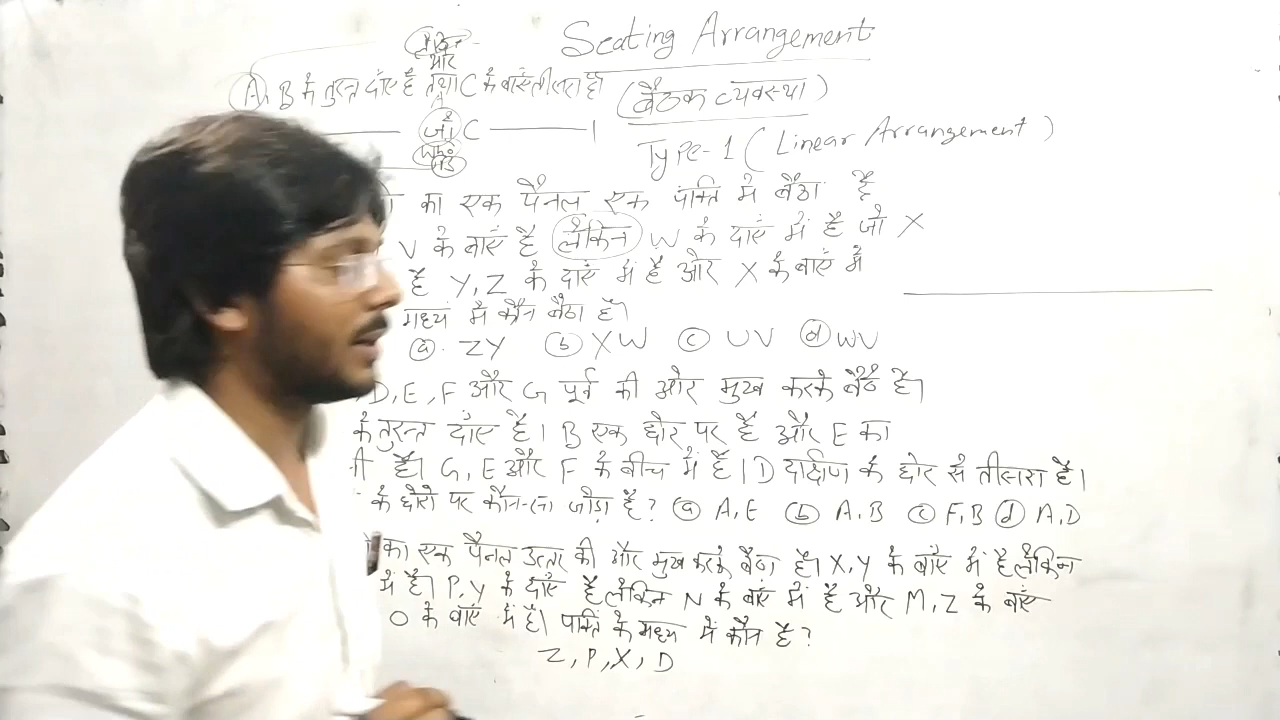 Seating Arrangement
और
A, B के तुरन्त दाएं है तथा C के बाएं तीसरा है
(बैठक व्यवस्था)
जो C
Who
Type-1 (Linear Arrangement)
का एक पैनल एक पंक्ति में बैठा है
V के बाएं है लेकिन W के दाएं में है जो X
है Y, Z के दाएं में है और X के बाएं में
मध्य में कौन बैठा है।
(a) ZY (b) XW (c) UV (d) WV
D, E, F और G पूर्व की ओर मुख करके बैठे है।
के तुरन्त दाएं है। B एक छोर पर है और E का
है। G, E और F के बीच में है। D दक्षिण के छोर से तीसरा है।
के छोरो पर कौन-सा जोड़ा है? (a) A,E (b) A.B (c) F,B (d) A,D
का एक पैनल उत्तर की ओर मुख करके बैठा है। X,Y के बाएं में है लेकिन
में है। P, Y के दाएं है लेकिन N के बाएं में है और M, Z के बाएं
O के बाएं में है। पंक्ति के मध्य में कौन है?
Z, P, X, D